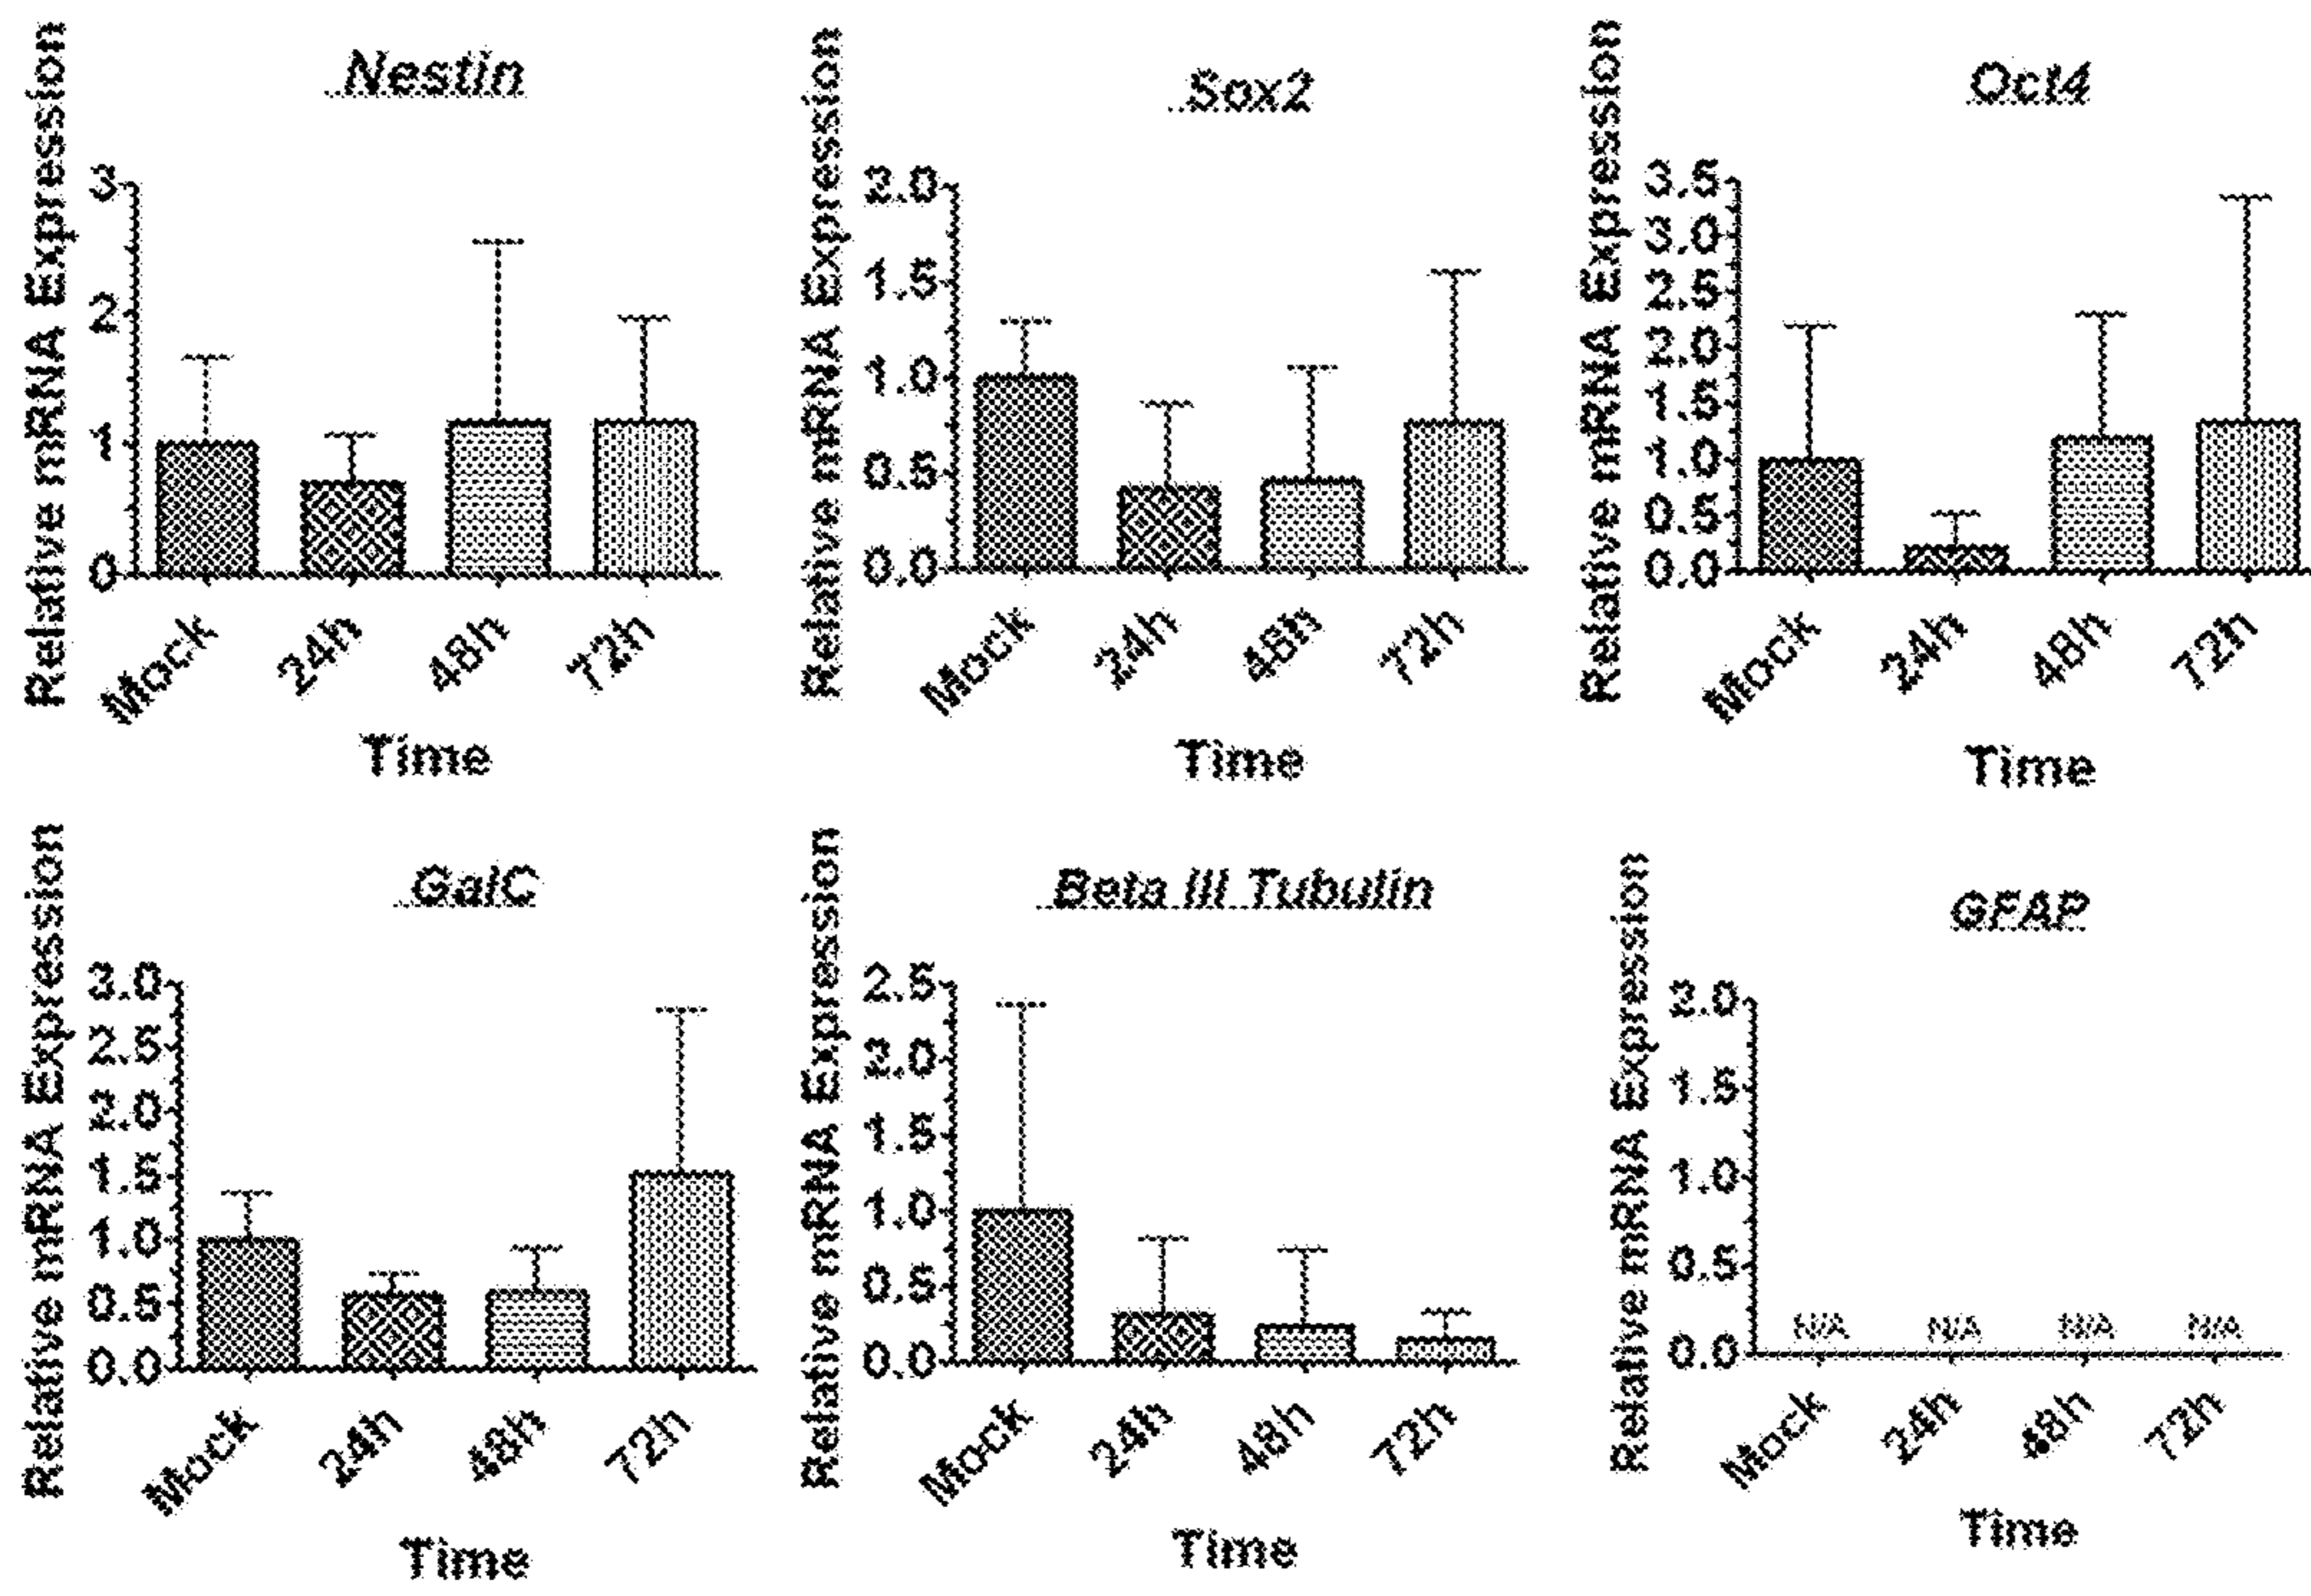 Nestin
Relative mRNA Expression
3
2
1
0
Mock
24h
48h
72h
Time
Sox2
Relative mRNA Expression
2.0
1.5
1.0
0.5
0.0
Mock
24h
48h
72h
Time
Oct4
Relative mRNA Expression
3.5
3.0
2.5
2.0
1.5
1.0
0.5
0.0
Mock
24h
48h
72h
Time
GalC
Relative mRNA Expression
3.0
2.5
2.0
1.5
1.0
0.5
0.0
Mock
24h
48h
72h
Time
Beta III Tubulin
Relative mRNA Expression
2.5
2.0
1.5
1.0
0.5
0.0
Mock
24h
48h
72h
Time
GFAP
Relative mRNA Expression
2.0
1.5
1.0
0.5
0.0
N/A N/A N/A N/A
Mock
24h
48h
72h
Time